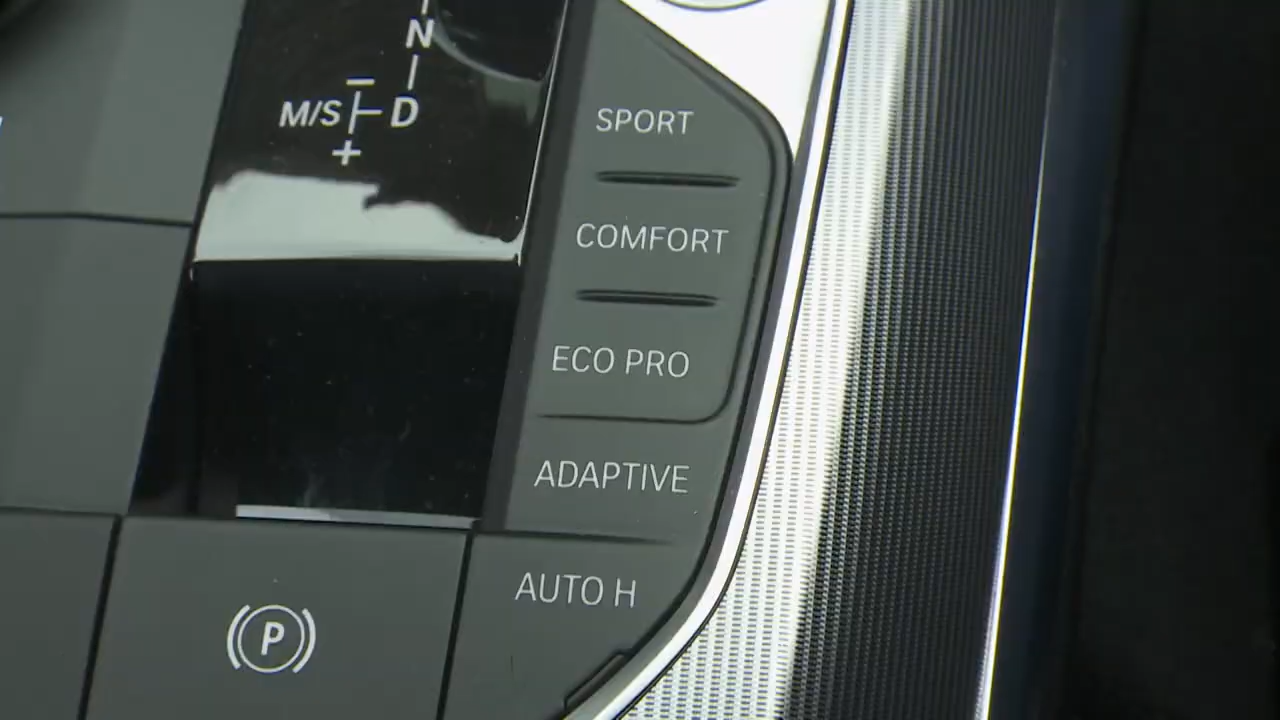 N
M/S D
–
+
SPORT
COMFORT
ECO PRO
ADAPTIVE
AUTO H
P